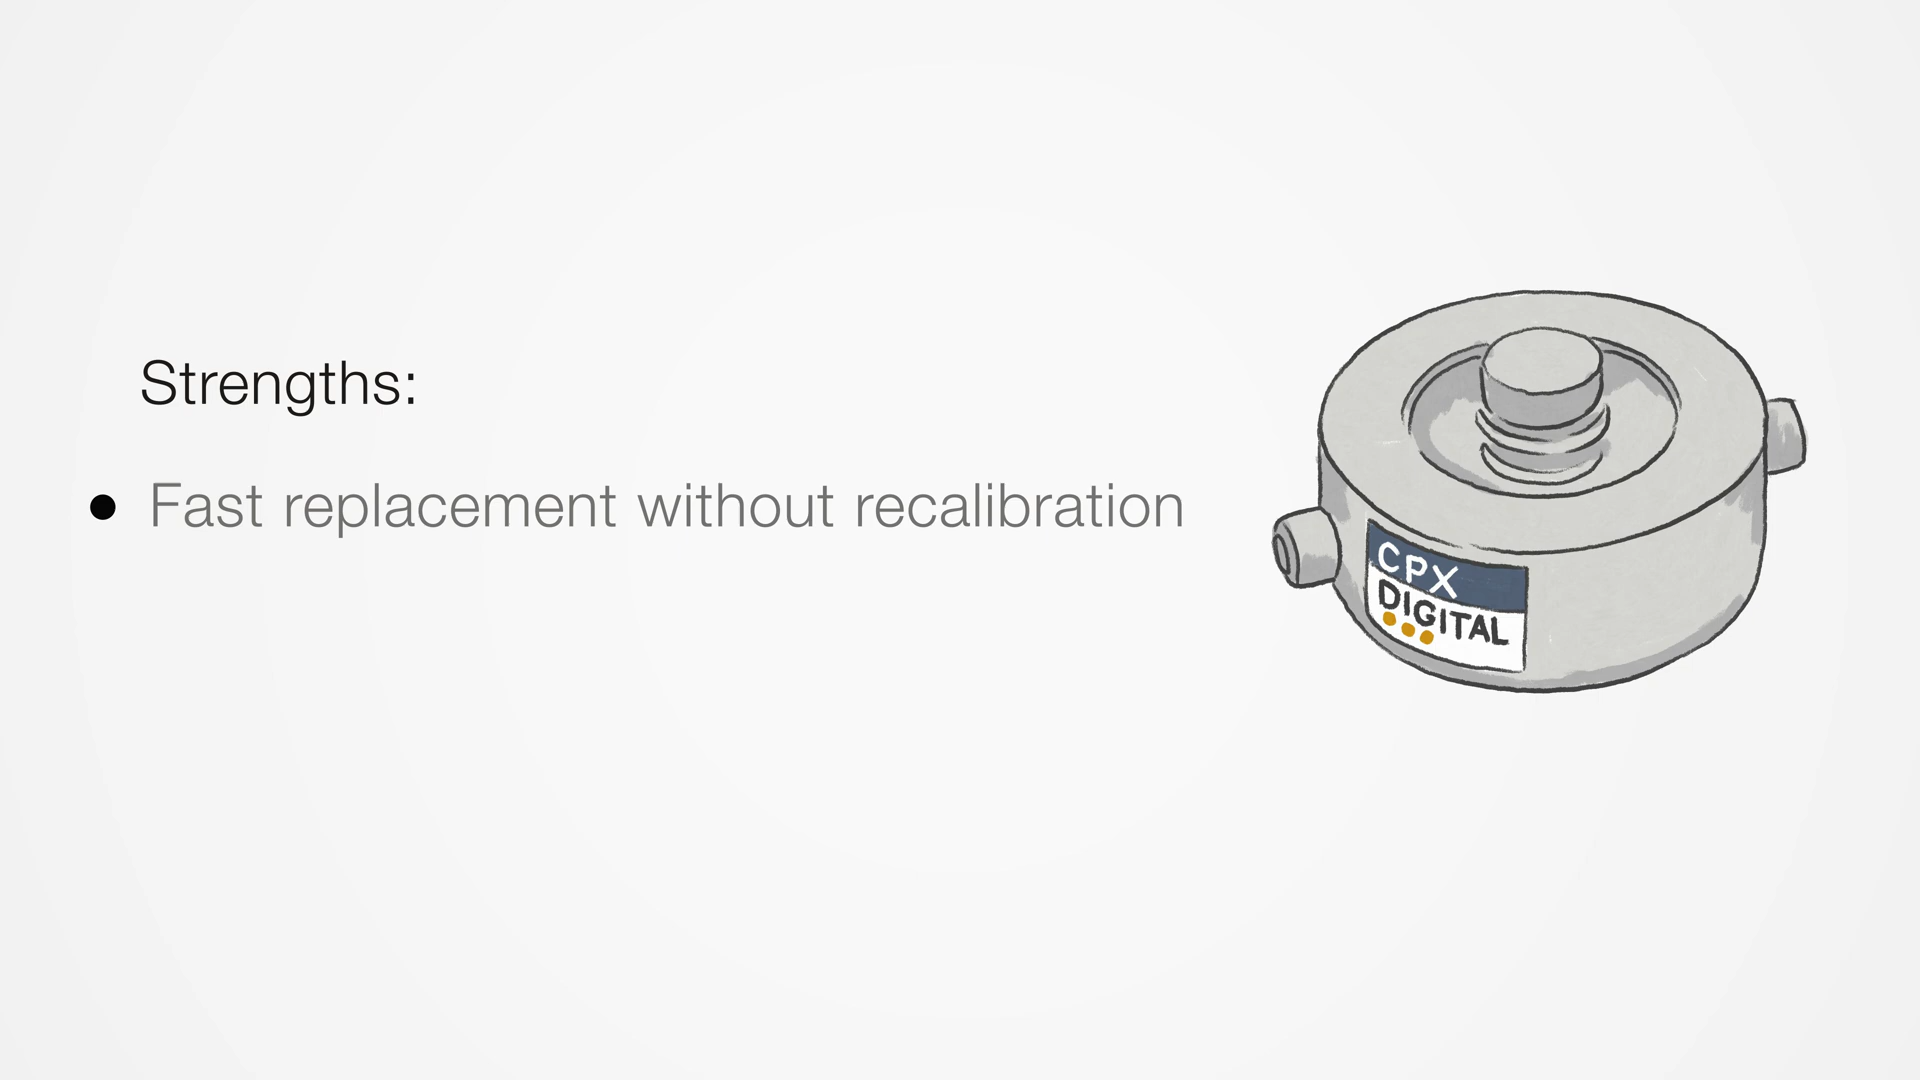 Strengths:
● Fast replacement without recalibration
CPX
DIGITAL